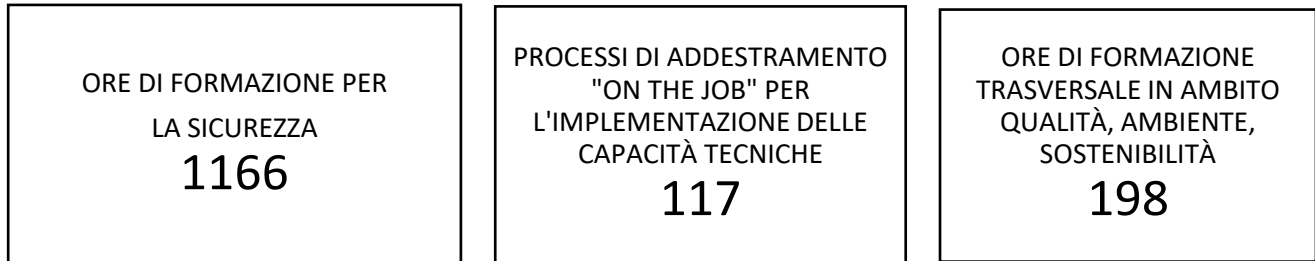 ORE DI FORMAZIONE PER
LA SICUREZZA
1166
PROCESSI DI ADDESTRAMENTO
"ON THE JOB" PER
L'IMPLEMENTAZIONE DELLE
CAPACITÀ TECNICHE
117
ORE DI FORMAZIONE
TRASVERSALE IN AMBITO
QUALITÀ, AMBIENTE,
SOSTENIBILITÀ
198